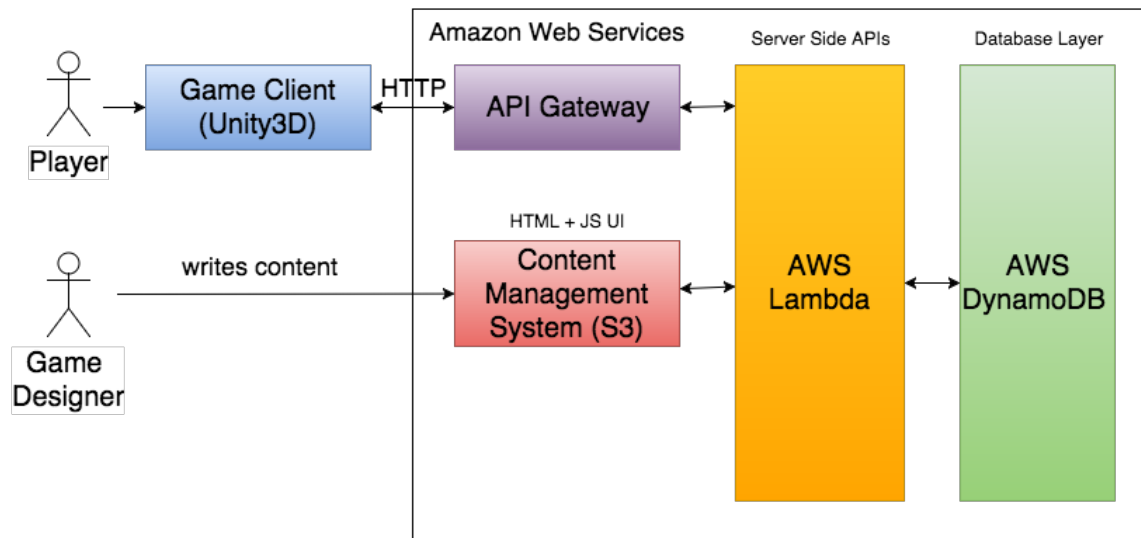 Amazon Web Services
Server Side APIs
Database Layer
Player
Game Client
(Unity3D)
HTTP
API Gateway
HTML + JS UI
writes content
Content
Management
System (S3)
Game
Designer
AWS
Lambda
AWS
DynamoDB